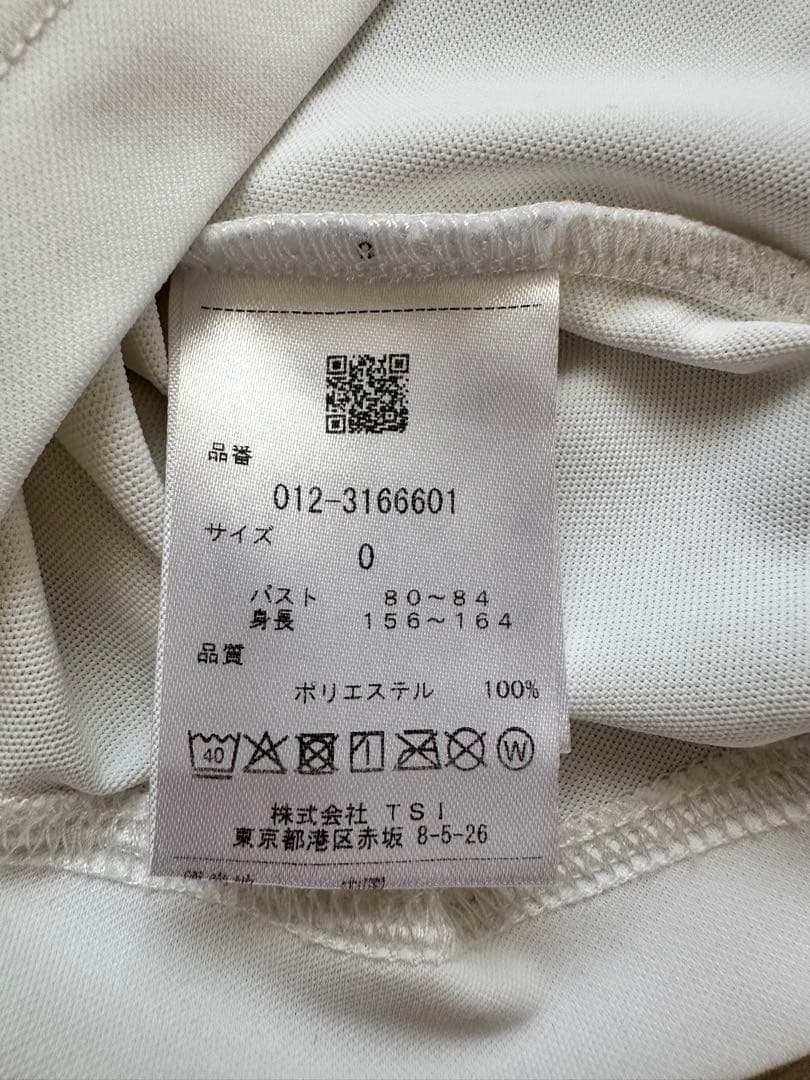 品番
012-3166601
サイズ
0
バスト 80~84
身長 156~164
品質
ポリエステル 100%
40
W
株式会社 TSI
東京都港区赤坂 8-5-26